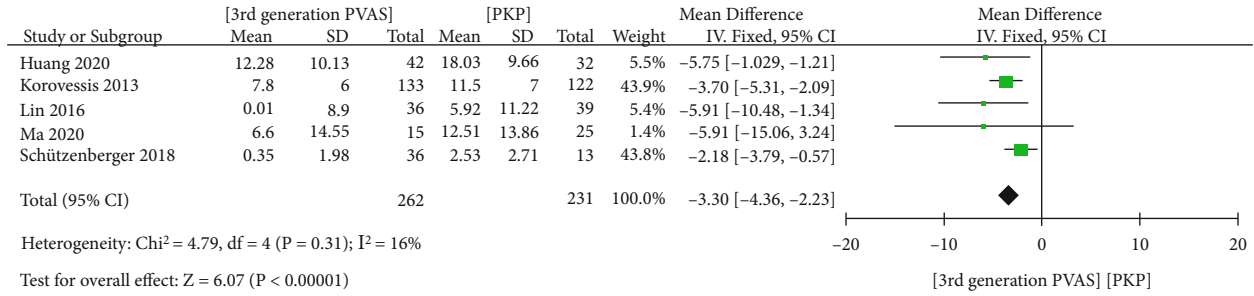 [3rd generation PVAS] [PKP] Mean Difference Mean Difference
Study or Subgroup Mean SD Total Mean SD Total Weight IV. Fixed, 95% CI IV. Fixed, 95% CI
Huang 2020 12.28 10.13 42 18.03 9.66 32 5.5% −5.75 [−1.029, −1.21]
Korovessis 2013 7.8 6 133 11.5 7 122 43.9% −3.70 [−5.31, −2.09]
Lin 2016 0.01 8.9 36 5.92 11.22 39 5.4% −5.91 [−10.48, −1.34]
Ma 2020 6.6 14.55 15 12.51 13.86 25 1.4% −5.91 [−15.06, 3.24]
Schützenberger 2018 0.35 1.98 36 2.53 2.71 13 43.8% −2.18 [−3.79, −0.57]
Total (95% CI) 262 231 100.0% −3.30 [−4.36, −2.23]
Heterogeneity: Chi² = 4.79, df = 4 (P = 0.31); I² = 16%
−20 −10 0 10 20
Test for overall effect: Z = 6.07 (P < 0.00001)
[3rd generation PVAS] [PKP]